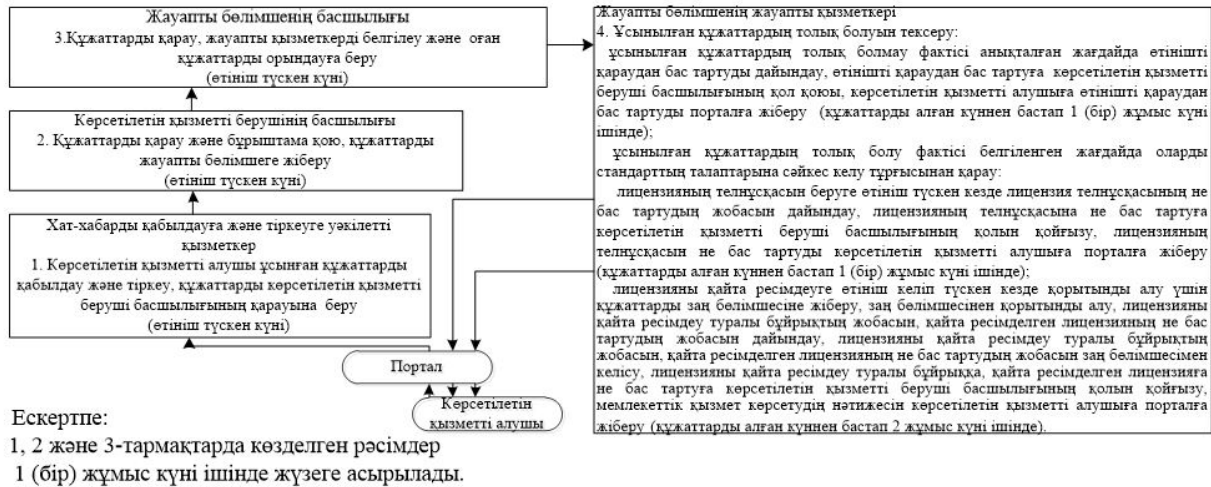 Жауапты бөлімшенің басшылығы
3.Құжаттарды қарау, жауапты қызметкерді белгілеу және оған
құжаттарды орындауға беру
(өтініш түскен күні)
Көрсетілетін қызметті берушінің басшылығы
2. Құжаттарды қарау және бұрыштама қою, құжаттарды
жауапты бөлімшеге жіберу
(өтініш түскен күні)
Хат-хабарды қабылдауға және тіркеуге уәкілетті
қызметкер
1. Көрсетілетін қызметті алушы ұсынған құжаттарды
қабылдау және тіркеу, құжаттарды көрсетілетін қызметті
беруші басшылығының қарауына беру
(өтініш түскен күні)
Портал
Көрсетілетін
қызметті алушы
Ескертпе:
1, 2 және 3-тармақтарда көзделген рәсімдер
1 (бір) жұмыс күні ішінде жүзеге асырылады.
Жауапты бөлімшенің жауапты қызметкері
4. Ұсынылған құжаттардың толық болуын тексеру:
ұсынылған құжаттардың толық болмау фактісі анықталған жағдайда өтінішті
қараудан бас тартуды дайындау, өтінішті қараудан бас тартуға көрсетілетін қызметті
беруші басшылығының қол қоюы, көрсетілетін қызметті алушыға өтінішті қараудан
бас тартуды порталға жіберу (құжаттарды алған күннен бастап 1 (бір) жұмыс күні
ішінде);
ұсынылған құжаттардың толық болу фактісі белгіленген жағдайда оларды
стандарттың талаптарына сәйкес келу тұрғысынан қарау:
лицензияның телнұсқасын беруге өтініш түскен кезде лицензия телнұсқасының не
бас тартудың жобасын дайындау, лицензияның телнұсқасына не бас тартуға
көрсетілетін қызметті беруші басшылығының қолын қойғызу, лицензияның
телнұсқасын не бас тартуды көрсетілетін қызметті алушыға порталға жіберу
(құжаттарды алған күннен бастап 1 (бір) жұмыс күні ішінде);
лицензияны қайта ресімдеуге өтініш келіп түскен кезде қорытынды алу үшін
құжаттарды заң бөлімшесіне жіберу, заң бөлімшесінен қорытынды алу, лицензияны
қайта ресімдеу туралы бұйрықтың жобасын, қайта ресімделген лицензияның не бас
тартудың жобасын дайындау, лицензияны қайта ресімдеу туралы бұйрықтың
жобасын, қайта ресімделген лицензияның не бас тартудың жобасын заң бөлімшесімен
келісу, лицензияны қайта ресімдеу туралы бұйрыққа, қайта ресімделген лицензияға
не бас тартуға көрсетілетін қызметті беруші басшылығының қолын қойғызу,
мемлекеттік қызмет көрсетудің нәтижесін көрсетілетін қызметті алушыға порталға
жіберу (құжаттарды алған күннен бастап 2 жұмыс күні ішінде).